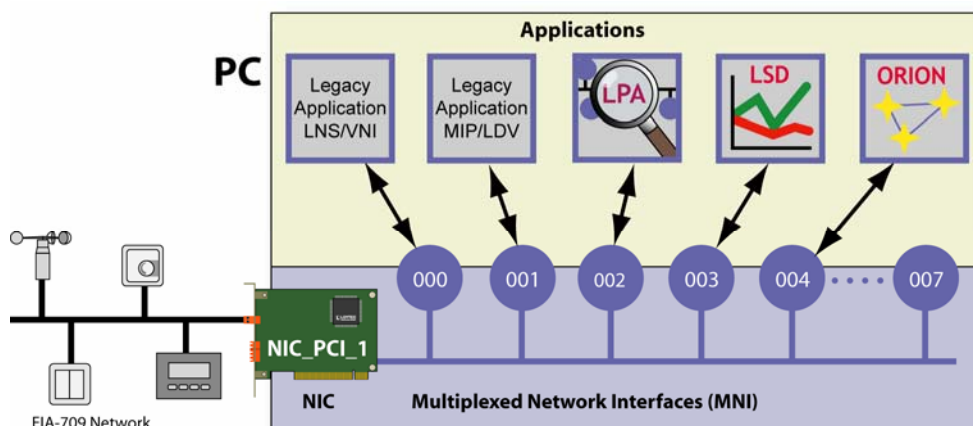 Applications
PC
Legacy
Application
LNS/VNI
Legacy
Application
MIP/LDV
LPA
LSD
ORION
000
001
002
003
004
007
NIC_PCI_1
NIC
Multiplexed Network Interfaces (MNI)
EIA-709 Network